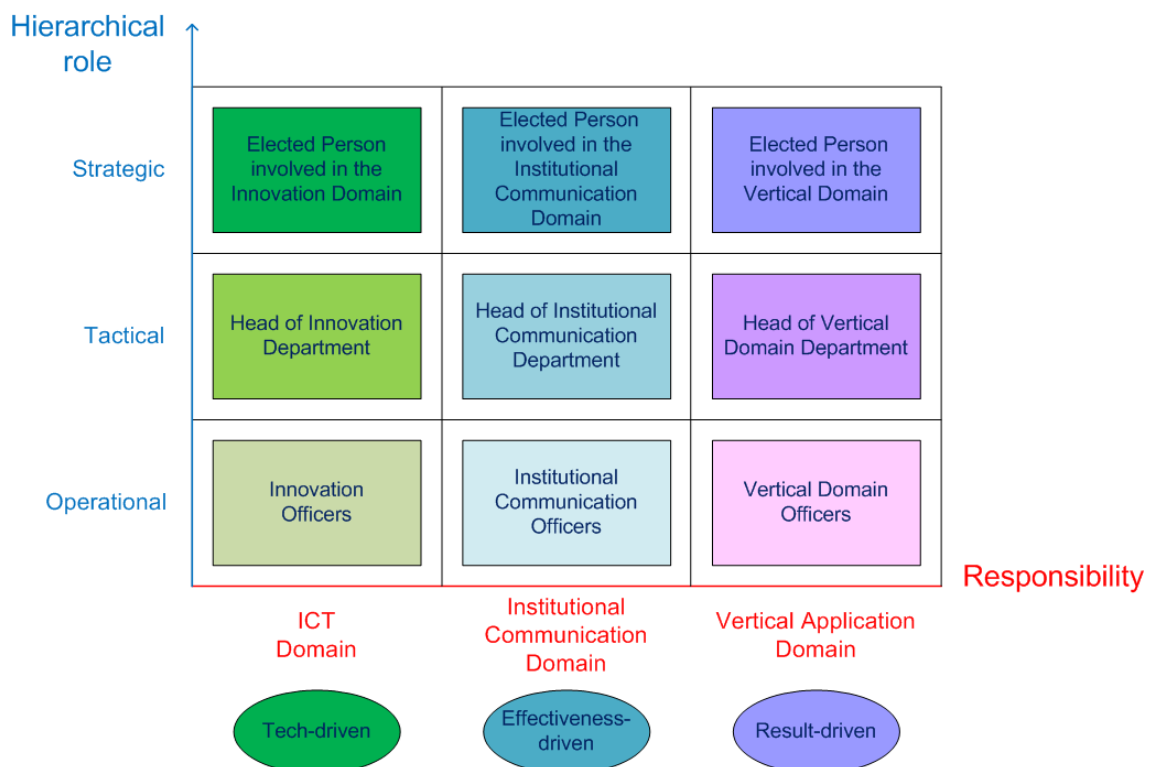 Hierarchical
role
Strategic
Elected Person
involved in the
Innovation Domain
Elected Person
involved in the
Institutional
Communication
Domain
Elected Person
involved in the
Vertical Domain
Tactical
Head of Innovation
Department
Head of Institutional
Communication
Department
Head of Vertical
Domain Department
Operational
Innovation
Officers
Institutional
Communication
Officers
Vertical Domain
Officers
Responsibility
ICT
Domain
Institutional
Communication
Domain
Vertical Application
Domain
Tech-driven
Effectiveness-
driven
Result-driven